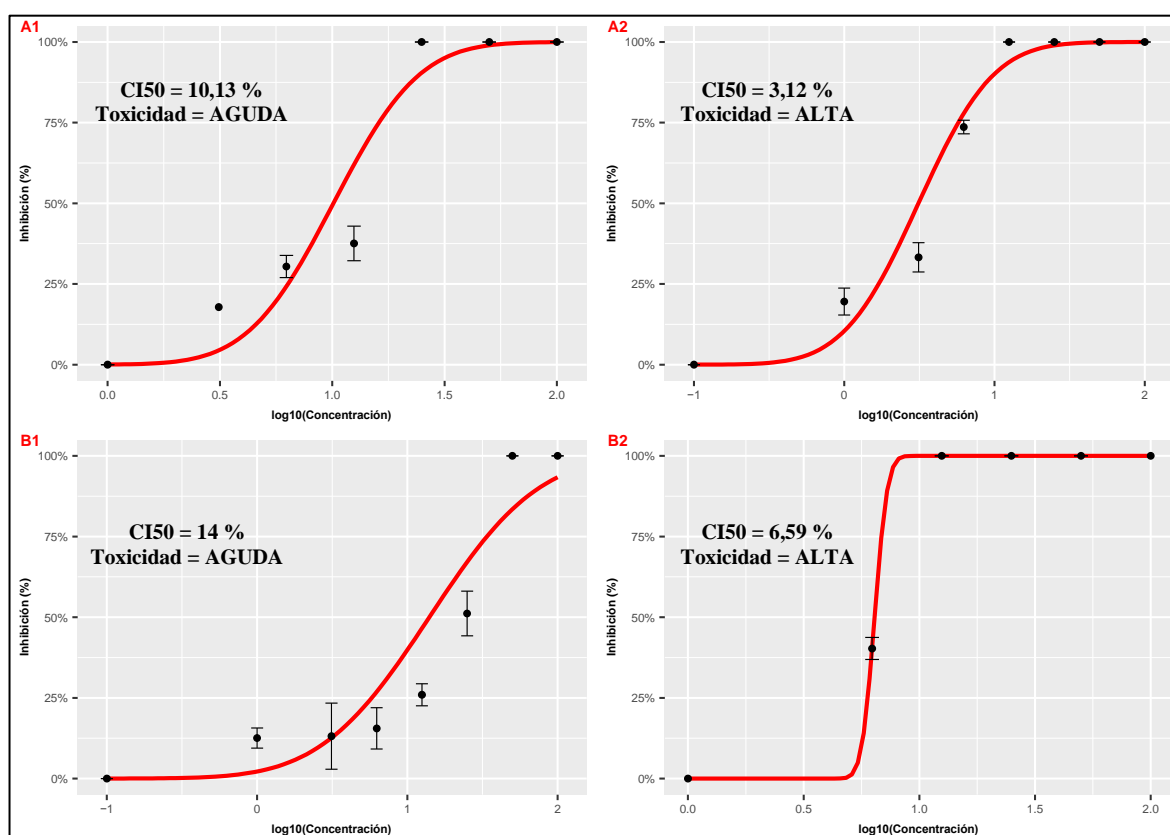 A1
100%
75%
50%
25%
0%
Inhibición (%)
CI50 = 10,13 %
Toxicidad = AGUDA
0.0
0.5
1.0
1.5
2.0
log10(Concentración)
A2
100%
75%
50%
25%
0%
Inhibición (%)
CI50 = 3,12 %
Toxicidad = ALTA
−1
0
1
2
log10(Concentración)
B1
100%
75%
50%
25%
0%
Inhibición (%)
CI50 = 14 %
Toxicidad = AGUDA
−1
0
1
2
log10(Concentración)
B2
100%
75%
50%
25%
0%
Inhibición (%)
CI50 = 6,59 %
Toxicidad = ALTA
0.0
0.5
1.0
1.5
2.0
log10(Concentración)